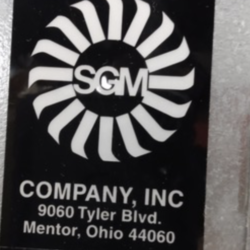 SGM
COMPANY, INC
9060 Tyler Blvd.
Mentor, Ohio 44060